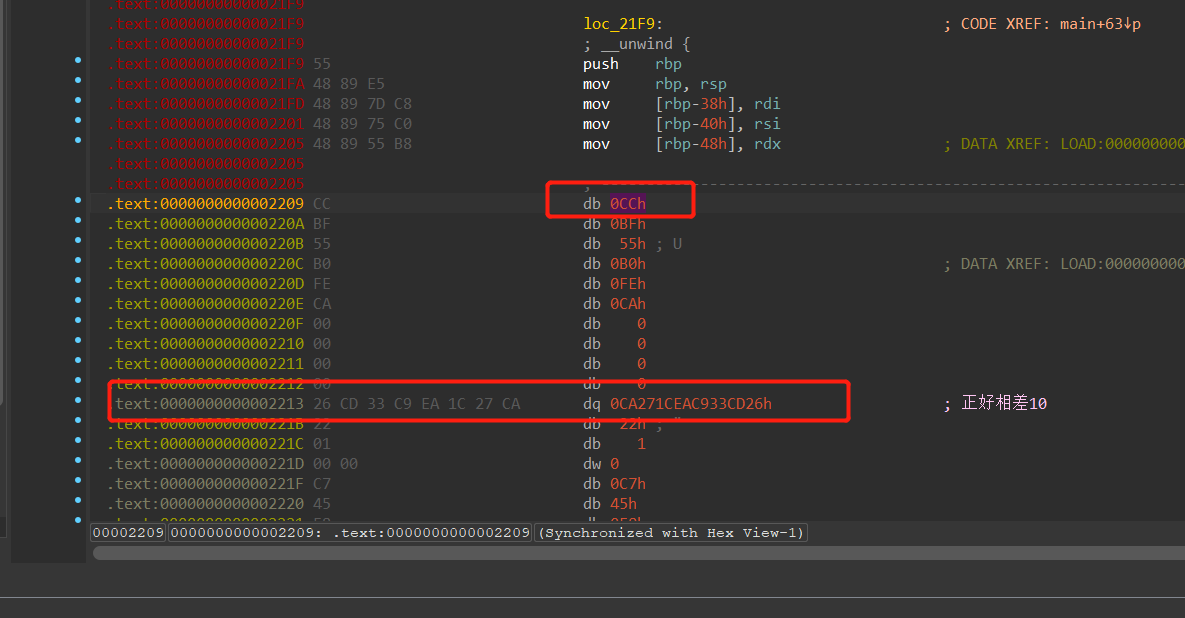 .text:00000000000021F9
.text:00000000000021F9 loc_21F9: ; CODE XREF: main+63↓p
.text:00000000000021F9 ; __unwind {
.text:00000000000021F9 55 push rbp
.text:00000000000021FA 48 89 E5 mov rbp, rsp
.text:00000000000021FD 48 89 7D C8 mov [rbp-38h], rdi
.text:0000000000002201 48 89 75 C0 mov [rbp-40h], rsi
.text:0000000000002205 48 89 55 B8 mov [rbp-48h], rdx ; DATA XREF: LOAD:000000000
.text:0000000000002205
.text:0000000000002205 ; ---------------------------------------------------------------------------
.text:0000000000002209 CC db 0CCh
.text:000000000000220A BF db 0BFh
.text:000000000000220B 55 db 55h ; U
.text:000000000000220C B0 db 0B0h ; DATA XREF: LOAD:000000000
.text:000000000000220D FE db 0FEh
.text:000000000000220E CA db 0CAh
.text:000000000000220F 00 db 0
.text:0000000000002210 00 db 0
.text:0000000000002211 00 db 0
.text:0000000000002212 00 db 0
.text:0000000000002213 26 CD 33 C9 EA 1C 27 CA dq 0CA271CEAC933CD26h ; 正好相差10
.text:000000000000221B 22 db 22h ; "
.text:000000000000221C 01 db 1
.text:000000000000221D 00 00 dw 0
.text:000000000000221F C7 db 0C7h
.text:0000000000002220 45 db 45h
00002209 0000000000002209: .text:0000000000002209 (Synchronized with Hex View-1)